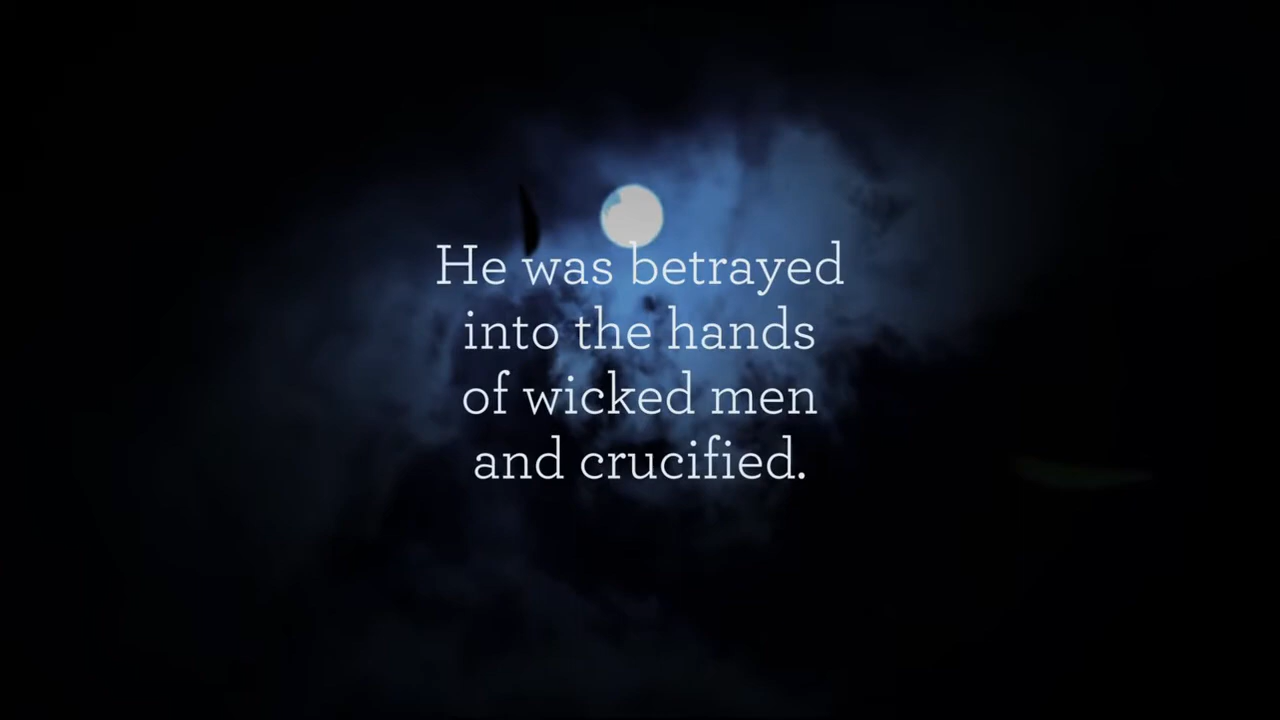 He was betrayed
into the hands
of wicked men
and crucified.